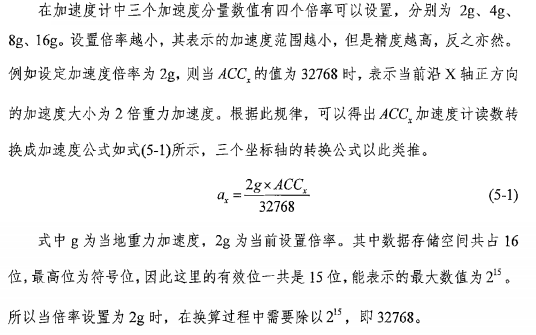 在加速度计中三个加速度分量数值有四个倍率可以设置，分别为 2g、4g、
8g、16g。设置倍率越小，其表示的加速度范围越小，但是精度越高，反之亦然。
例如设定加速度倍率为 2g，则当 ACCₓ 的值为 32768 时，表示当前沿 X 轴正方向
的加速度大小为 2 倍重力加速度。根据此规律，可以得出 ACCₓ 加速度计读数转
换成加速度公式如式(5-1)所示，三个坐标轴的转换公式以此类推。
aₓ = 2g×ACCₓ / 32768 (5-1)
式中 g 为当地重力加速度，2g 为当前设置倍率。其中数据存储空间共占 16
位，最高位为符号位，因此这里的有效位一共是 15 位，能表示的最大数值为 2¹⁵。
所以当倍率设置为 2g 时，在换算过程中需要除以 2¹⁵，即 32768。